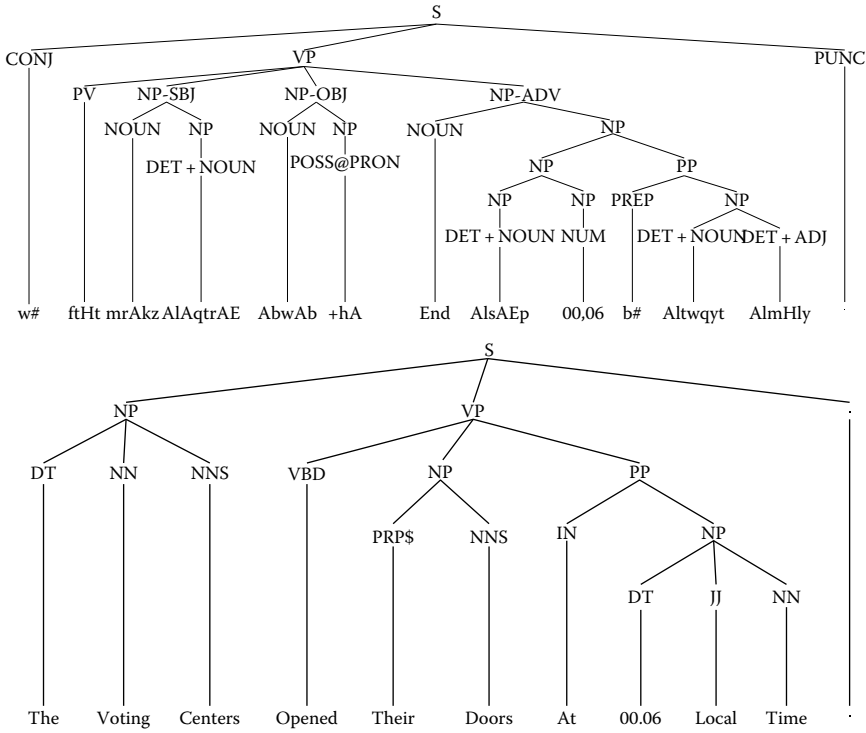 S
CONJ VP PUNC
PV NP-SBJ NP-OBJ NP-ADV
NOUN NP NOUN NP NOUN NP
DET + NOUN POSS@PRON NP PP
NP NP PREP NP
DET + NOUN NUM DET + NOUN DET + ADJ
w# ftHt mrAkz AlAqtrAE AbwAb +hA End AlsAEp 00,06 b# Altwqyt AlmHly .
S
NP VP .
DT NN NNS VBD NP PP
PRP$ NNS IN NP
DT JJ NN
The Voting Centers Opened Their Doors At 00.06 Local Time .